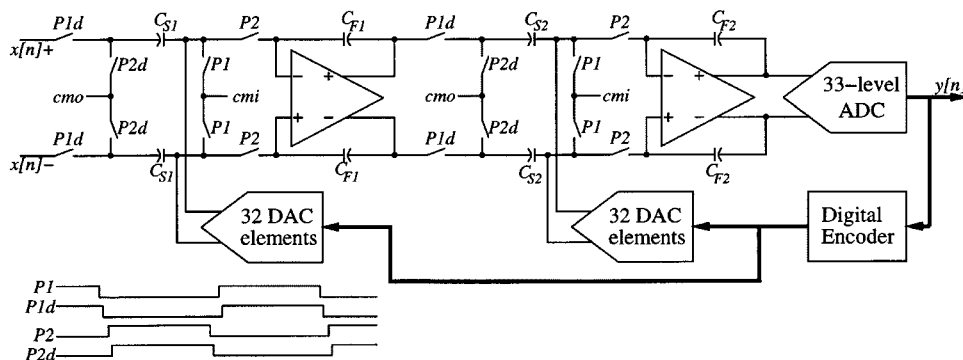 P1d C_S1 P2 C_F1 P1d C_S2 P2 C_F2
x[n]+ P2d P1 − + P2d P1 − + 33−level ADC y[n]
cmo cmi cmo cmi
P2d P1 + − P2d P1 + −
x[n]− P1d C_S1 P2 C_F1 P1d C_S2 P2 C_F2
32 DAC elements 32 DAC elements Digital Encoder
P1
P1d
P2
P2d